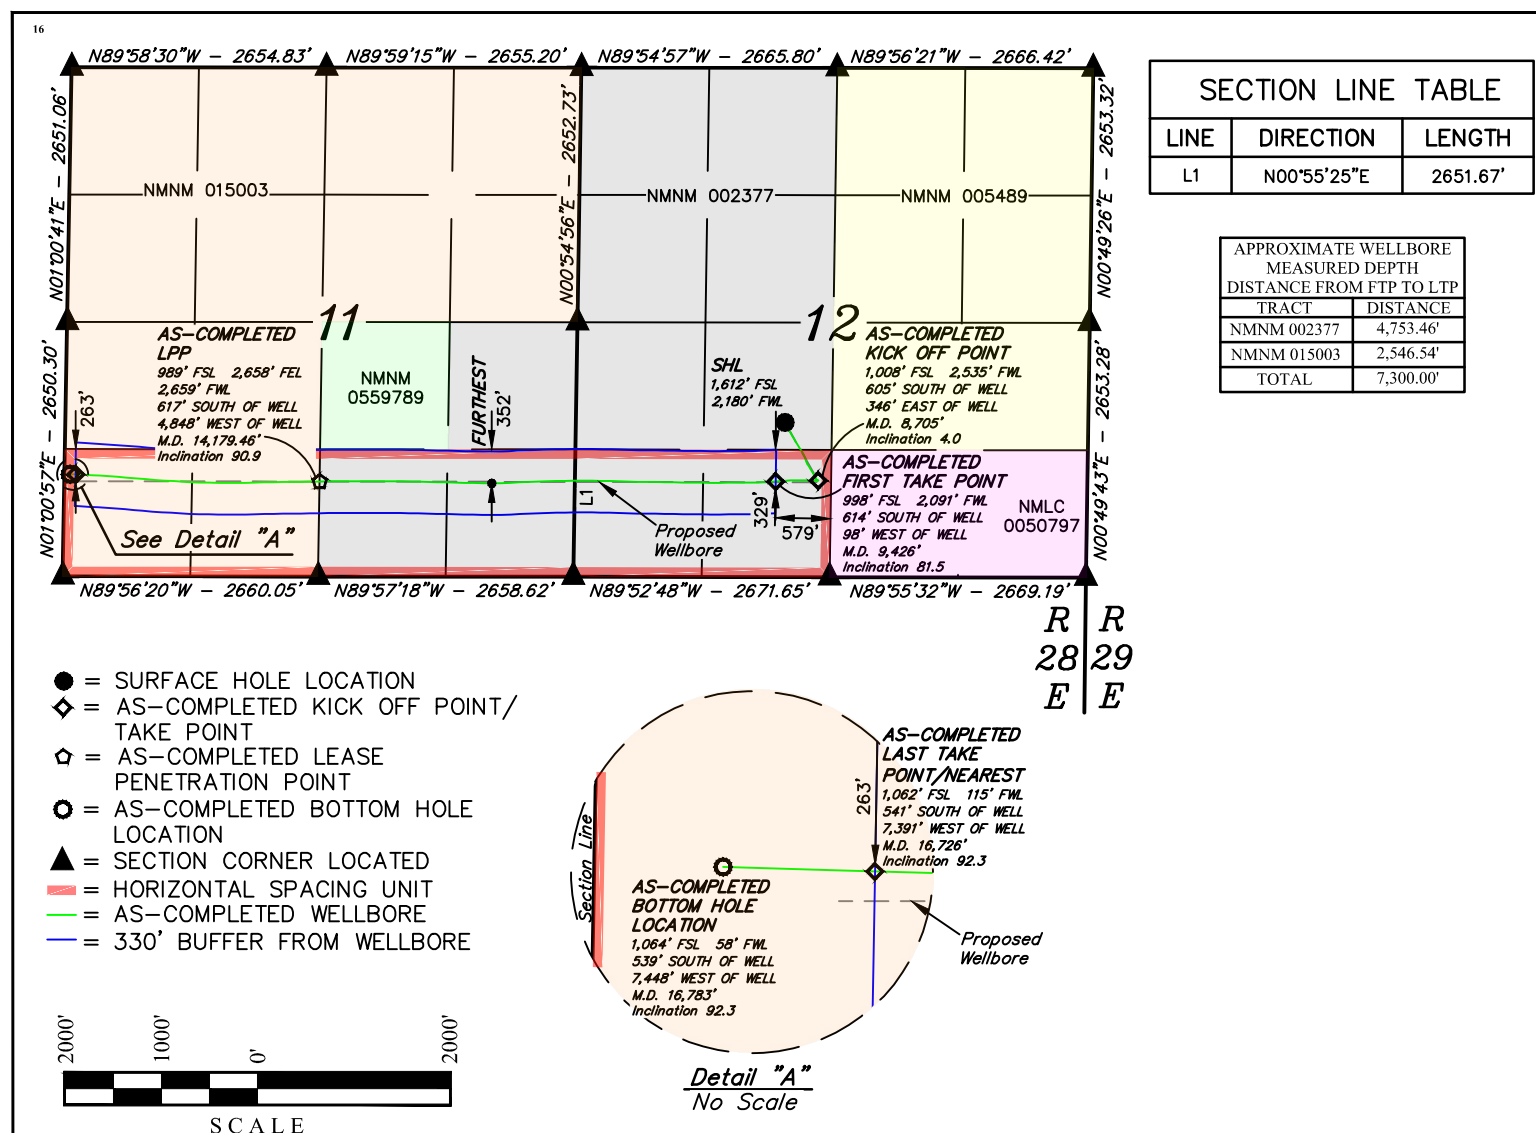 16
N89°58'30"W - 2654.83'
N89°59'15"W - 2655.20'
N89°54'57"W - 2665.80'
N89°56'21"W - 2666.42'
N01°00'41"E - 2651.06'
N00°54'56"E - 2652.73'
N00°49'26"E - 2653.32'
NMNM 015003
NMNM 002377
NMNM 005489
11
12
N01°00'57"E - 2650.30'
N00°49'43"E - 2653.28'
AS-COMPLETED
LPP
989' FSL 2,658' FEL
2,659' FWL
617' SOUTH OF WELL
4,848' WEST OF WELL
M.D. 14,179.46'
Inclination 90.9
263'
NMNM
0559789
FURTHEST
352'
SHL
1,612' FSL
2,180' FWL
AS-COMPLETED
KICK OFF POINT
1,008' FSL 2,535' FWL
605' SOUTH OF WELL
346' EAST OF WELL
M.D. 8,705'
Inclination 4.0
AS-COMPLETED
FIRST TAKE POINT
998' FSL 2,091' FWL
614' SOUTH OF WELL
98' WEST OF WELL
M.D. 9,426'
Inclination 81.5
NMLC
0050797
L1
329'
579'
Proposed
Wellbore
See Detail "A"
N89°56'20"W - 2660.05'
N89°57'18"W - 2658.62'
N89°52'48"W - 2671.65'
N89°55'32"W - 2669.19'
R R
28 29
E E
SECTION LINE TABLE
LINE DIRECTION LENGTH
L1 N00°55'25"E 2651.67'
APPROXIMATE WELLBORE
MEASURED DEPTH
DISTANCE FROM FTP TO LTP
TRACT DISTANCE
NMNM 002377 4,753.46'
NMNM 015003 2,546.54'
TOTAL 7,300.00'
= SURFACE HOLE LOCATION
= AS-COMPLETED KICK OFF POINT/
TAKE POINT
= AS-COMPLETED LEASE
PENETRATION POINT
= AS-COMPLETED BOTTOM HOLE
LOCATION
= SECTION CORNER LOCATED
= HORIZONTAL SPACING UNIT
= AS-COMPLETED WELLBORE
= 330' BUFFER FROM WELLBORE
2000'
1000'
0'
2000'
SCALE
AS-COMPLETED
LAST TAKE
POINT/NEAREST
1,062' FSL 115' FWL
541' SOUTH OF WELL
7,391' WEST OF WELL
M.D. 16,726'
Inclination 92.3
263'
Section Line
AS-COMPLETED
BOTTOM HOLE
LOCATION
1,064' FSL 58' FWL
539' SOUTH OF WELL
7,448' WEST OF WELL
M.D. 16,783'
Inclination 92.3
Proposed
Wellbore
Detail "A"
No Scale